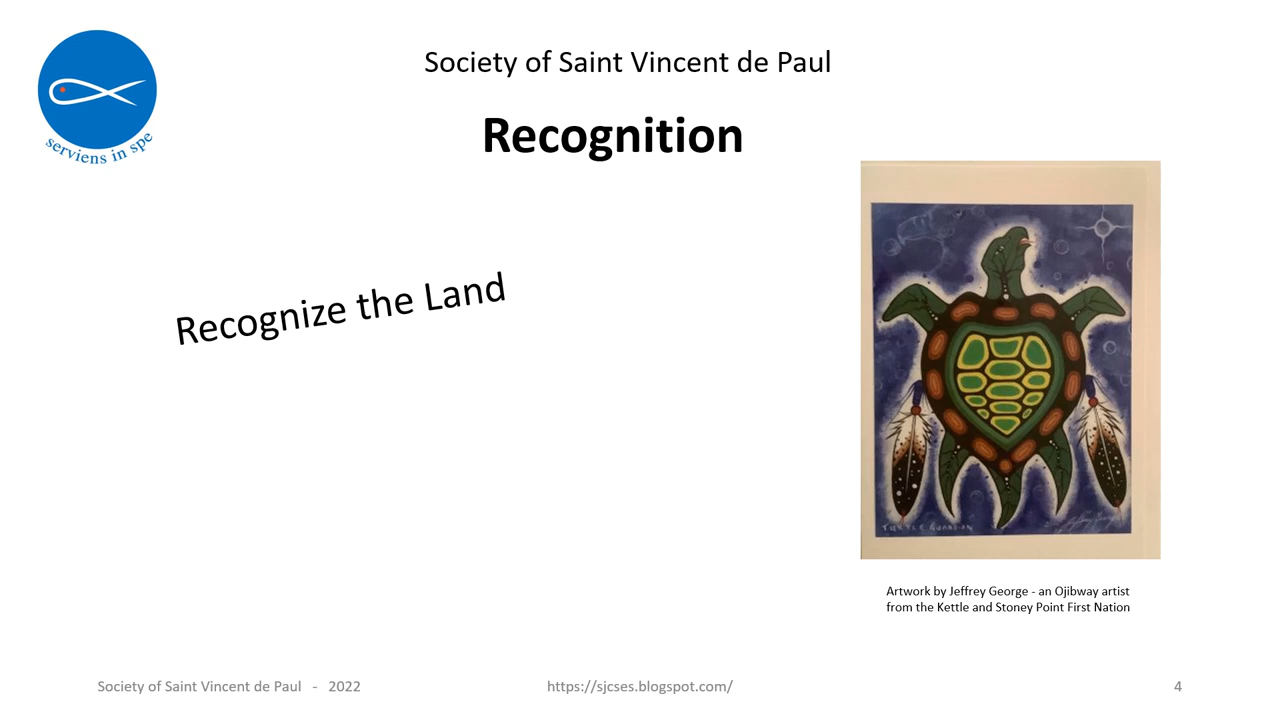 Society of Saint Vincent de Paul
serviens in spe
Recognition
Recognize the Land
TURTLE GUARDIAN
Artwork by Jeffrey George - an Ojibway artist
from the Kettle and Stoney Point First Nation
Society of Saint Vincent de Paul - 2022
https://sjcses.blogspot.com/
4